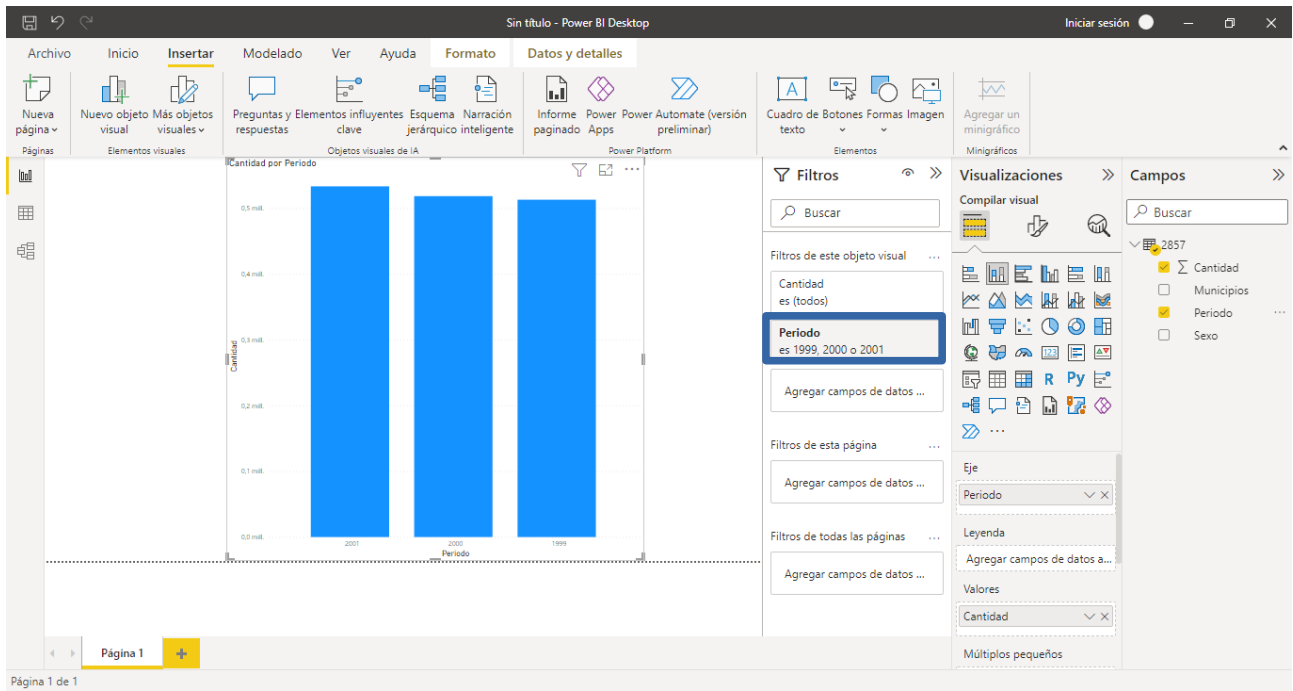 Sin título - Power BI Desktop
Iniciar sesión
Archivo Inicio Insertar Modelado Ver Ayuda Formato Datos y detalles
Nueva página
Nuevo objeto visual
Más objetos visuales
Preguntas y respuestas
Elementos influyentes clave
Esquema jerárquico
Narración inteligente
Informe paginado
Power Apps
Power Automate (versión preliminar)
Cuadro de texto
Botones
Formas
Imagen
Agregar un minigráfico
Páginas
Elementos visuales
Objetos visuales de IA
Power Platform
Elementos
Minigráficos
Cantidad por Periodo
0,5 mill.
0,4 mill.
0,3 mill.
0,2 mill.
0,1 mill.
0,0 mill.
Cantidad
2001 2000 1999
Periodo
Filtros
Buscar
Filtros de este objeto visual ...
Cantidad
es (todos)
Periodo
es 1999, 2000 o 2001
Agregar campos de datos ...
Filtros de esta página ...
Agregar campos de datos ...
Filtros de todas las páginas ...
Agregar campos de datos ...
Visualizaciones
Compilar visual
123
R
Py
...
Eje
Periodo
Leyenda
Agregar campos de datos a...
Valores
Cantidad
Múltiplos pequeños
Campos
Buscar
2857
∑ Cantidad
Municipios
Periodo ...
Sexo
Página 1
+
Página 1 de 1